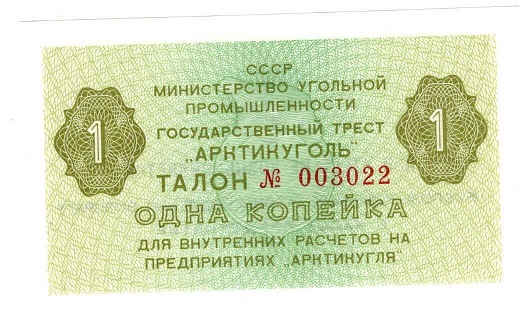 СССР
МИНИСТЕРСТВО УГОЛЬНОЙ
ПРОМЫШЛЕННОСТИ
ГОСУДАРСТВЕННЫЙ ТРЕСТ
„АРКТИКУГОЛЬ"
ТАЛОН № 003022
1 1
ОДНА КОПЕЙКА
ДЛЯ ВНУТРЕННИХ РАСЧЕТОВ НА
ПРЕДПРИЯТИЯХ „АРКТИКУГЛЯ"